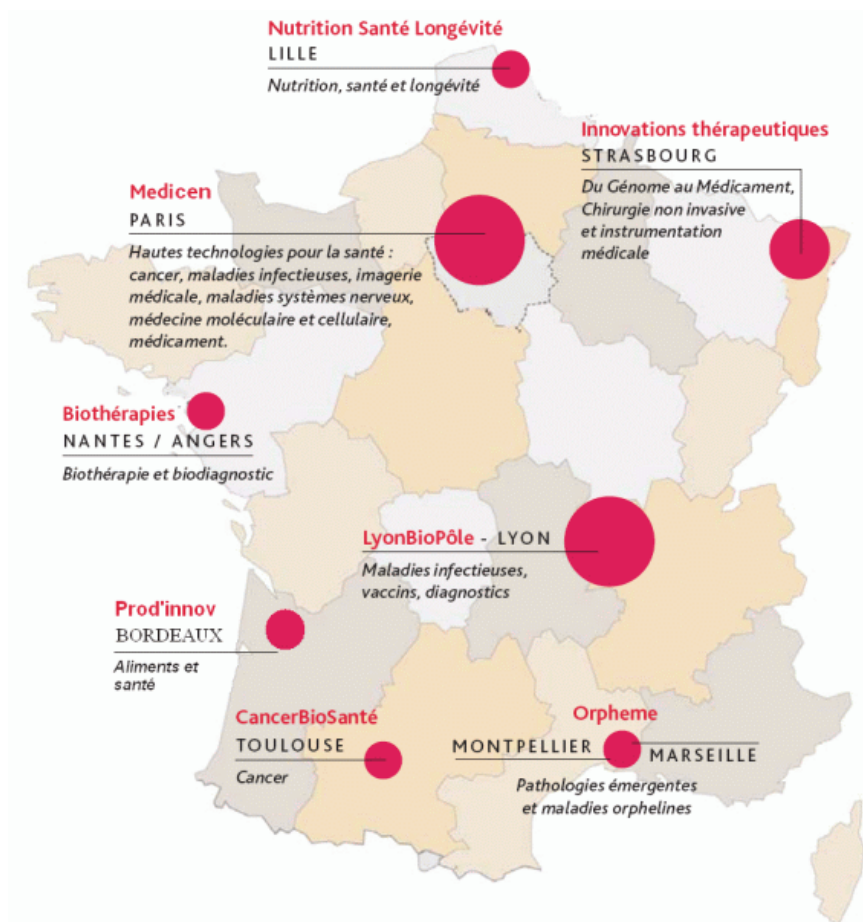 Nutrition Santé Longévité
LILLE
Nutrition, santé et longévité
Innovations thérapeutiques
STRASBOURG
Du Génome au Médicament,
Chirurgie non invasive
et instrumentation
médicale
Medicen
PARIS
Hautes technologies pour la santé :
cancer, maladies infectieuses, imagerie
médicale, maladies systèmes nerveux,
médecine moléculaire et cellulaire,
médicament.
Biothérapies
NANTES / ANGERS
Biothérapie et biodiagnostic
LyonBioPôle - LYON
Maladies infectieuses,
vaccins, diagnostics
Prod'innov
BORDEAUX
Aliments et
santé
CancerBioSanté
TOULOUSE
Cancer
Orpheme
MONTPELLIER
MARSEILLE
Pathologies émergentes
et maladies orphelines